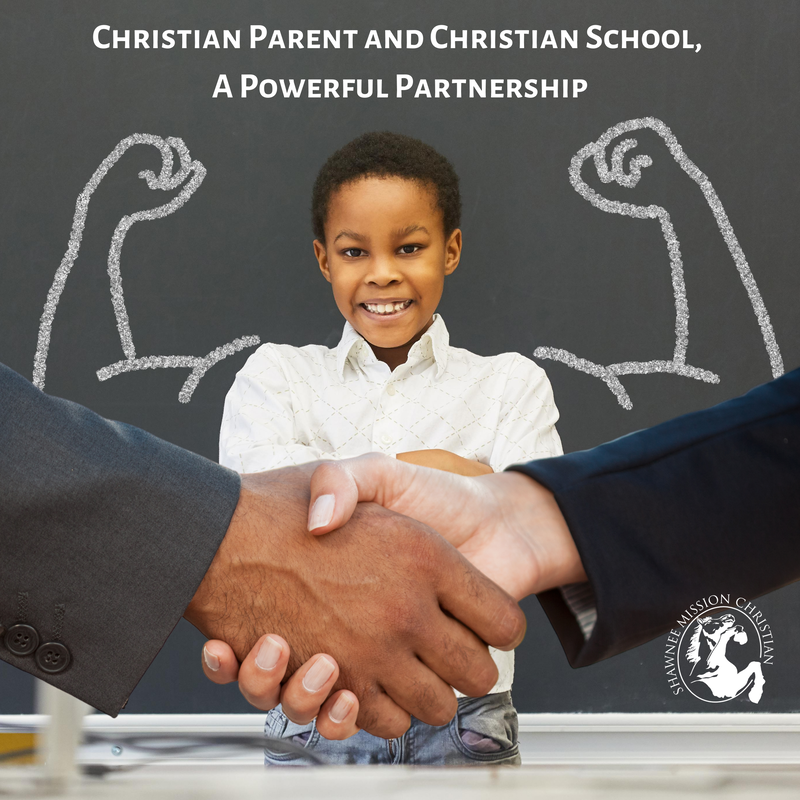 Christian Parent and Christian School,
A Powerful Partnership
SHAWNEE MISSION CHRISTIAN